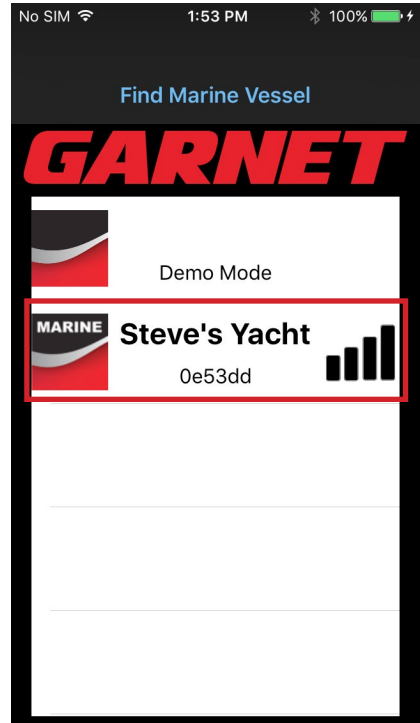 No SIM 1:53 PM 100%
Find Marine Vessel
GARNET
Demo Mode
MARINE
Steve's Yacht
0e53dd